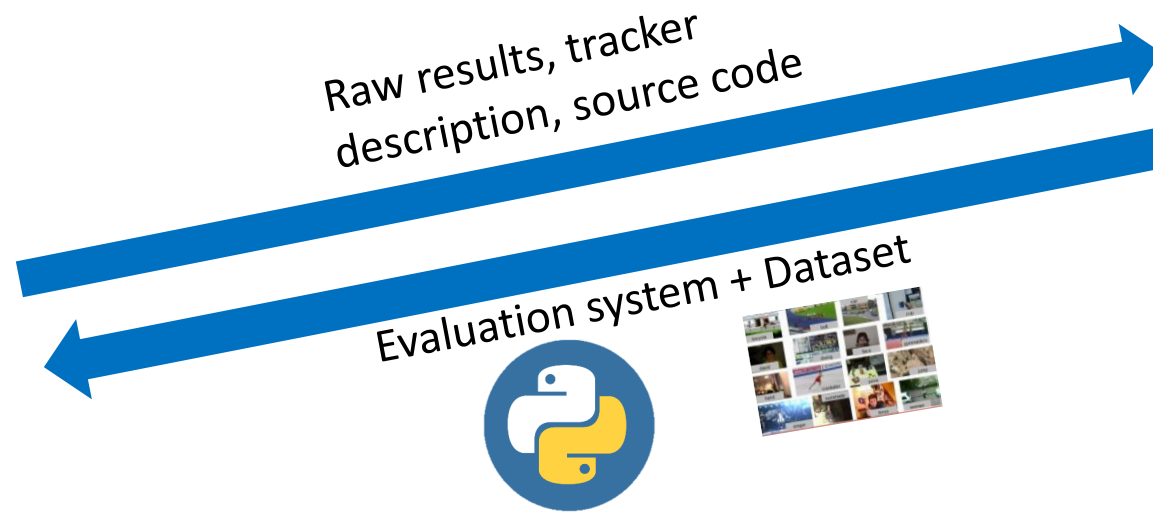 Raw results, tracker
description, source code
Evaluation system + Dataset